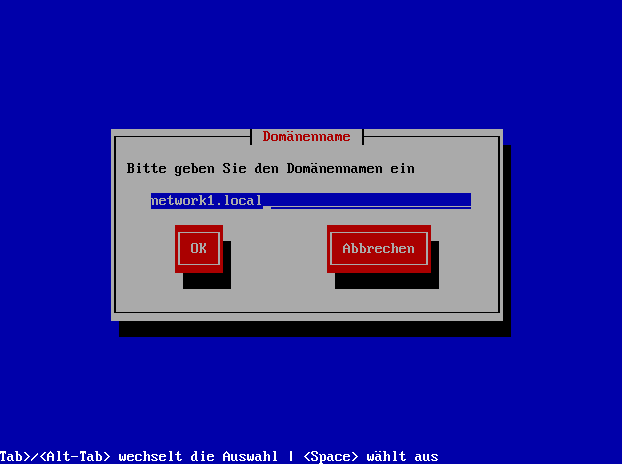 Domänenname
Bitte geben Sie den Domänennamen ein
network1.local
OK Abbrechen
Tab>/<Alt-Tab> wechselt die Auswahl | <Space> wählt aus